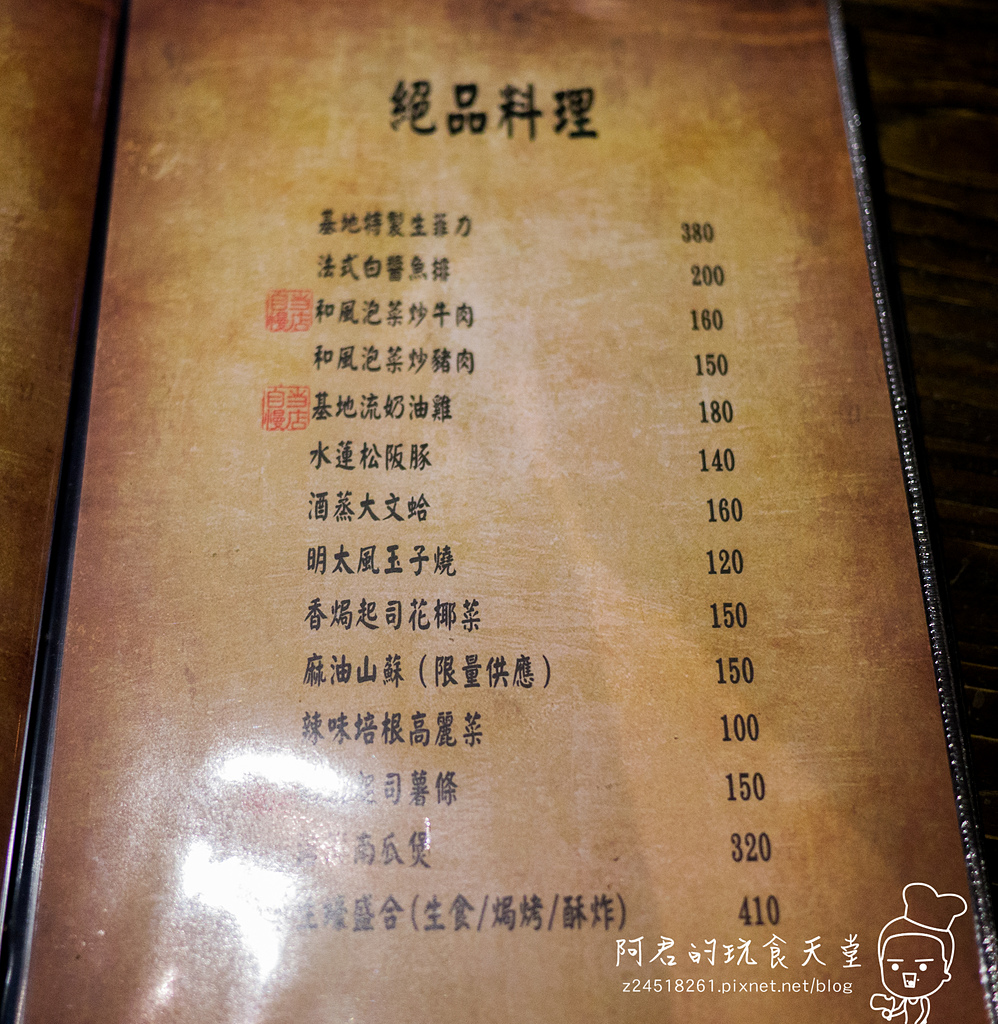 絕品料理
基地特製生菲力 380
法式白醬魚排 200
当店自慢 和風泡菜炒牛肉 160
和風泡菜炒豬肉 150
当店自慢 基地流奶油雞 180
水蓮松阪豚 140
酒蒸大文蛤 160
明太風玉子燒 120
香焗起司花椰菜 150
麻油山蘇(限量供應) 150
辣味培根高麗菜 100
起司薯條 150
南瓜煲 320
蠔盛合(生食/焗烤/酥炸) 410
阿君的玩食天堂
z24518261.pixnet.net/blog